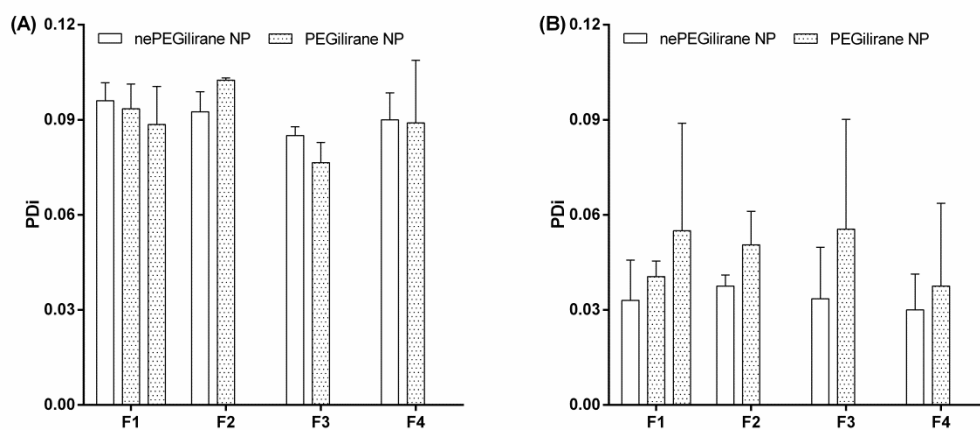 (A)
nePEGilirane NP PEGilirane NP
PDi
0.12
0.09
0.06
0.03
0.00
F1 F2 F3 F4
(B)
nePEGilirane NP PEGilirane NP
PDi
0.12
0.09
0.06
0.03
0.00
F1 F2 F3 F4